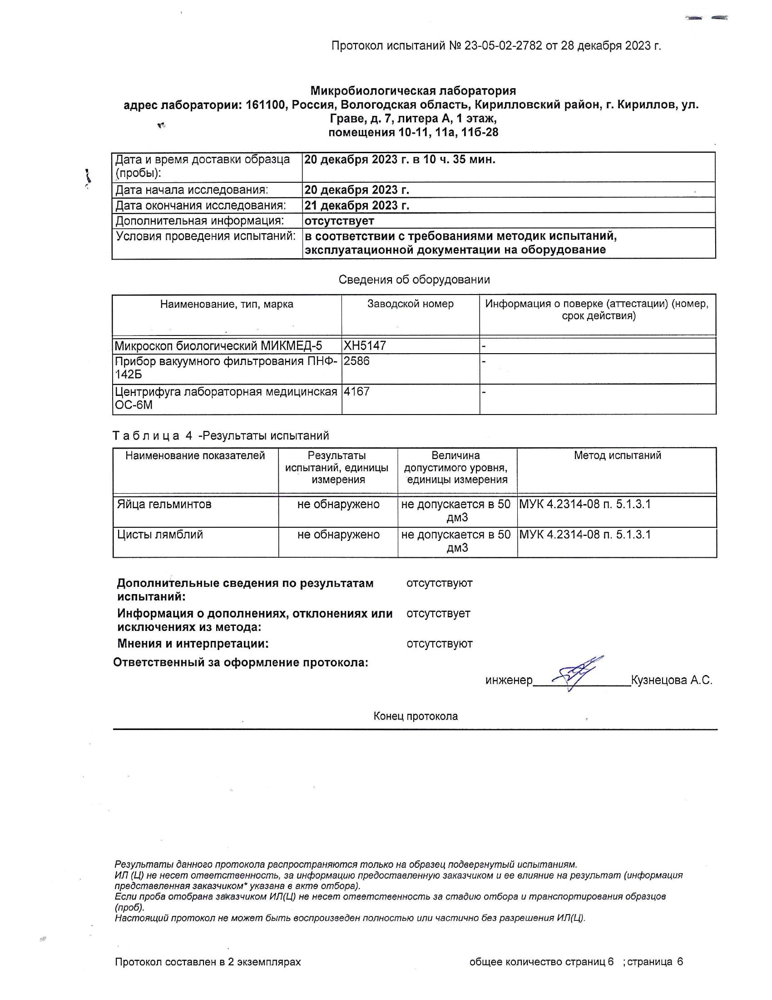 Протокол испытаний № 23-05-02-2782 от 28 декабря 2023 г.
Микробиологическая лаборатория
адрес лаборатории: 161100, Россия, Вологодская область, Кирилловский район, г. Кириллов, ул.
Граве, д. 7, литера А, 1 этаж,
помещения 10-11, 11а, 11б-28
Дата и время доставки образца
(пробы):
20 декабря 2023 г. в 10 ч. 35 мин.
Дата начала исследования:
20 декабря 2023 г.
Дата окончания исследования:
21 декабря 2023 г.
Дополнительная информация:
отсутствует
Условия проведения испытаний:
в соответствии с требованиями методик испытаний,
эксплуатационной документации на оборудование
Сведения об оборудовании
Наименование, тип, марка
Заводской номер
Информация о поверке (аттестации) (номер,
срок действия)
Микроскоп биологический МИКМЕД-5
ХН5147
-
Прибор вакуумного фильтрования ПНФ-
142Б
2586
-
Центрифуга лабораторная медицинская
ОС-6М
4167
-
Таблица 4 -Результаты испытаний
Наименование показателей
Результаты
испытаний, единицы
измерения
Величина
допустимого уровня,
единицы измерения
Метод испытаний
Яйца гельминтов
не обнаружено
не допускается в 50
дм3
МУК 4.2314-08 п. 5.1.3.1
Цисты лямблий
не обнаружено
не допускается в 50
дм3
МУК 4.2314-08 п. 5.1.3.1
Дополнительные сведения по результатам
испытаний:
отсутствуют
Информация о дополнениях, отклонениях или
исключениях из метода:
отсутствует
Мнения и интерпретации:
отсутствуют
Ответственный за оформление протокола:
инженер Кузнецова А.С.
Конец протокола
Результаты данного протокола распространяются только на образец подвергнутый испытаниям.
ИЛ (Ц) не несет ответственность, за информацию предоставленную заказчиком и ее влияние на результат (информация
представленная заказчиком* указана в акте отбора).
Если проба отобрана заказчиком ИЛ(Ц) не несет ответственность за стадию отбора и транспортирования образцов
(проб).
Настоящий протокол не может быть воспроизведен полностью или частично без разрешения ИЛ(Ц).
Протокол составлен в 2 экземплярах
общее количество страниц 6 ; страница 6